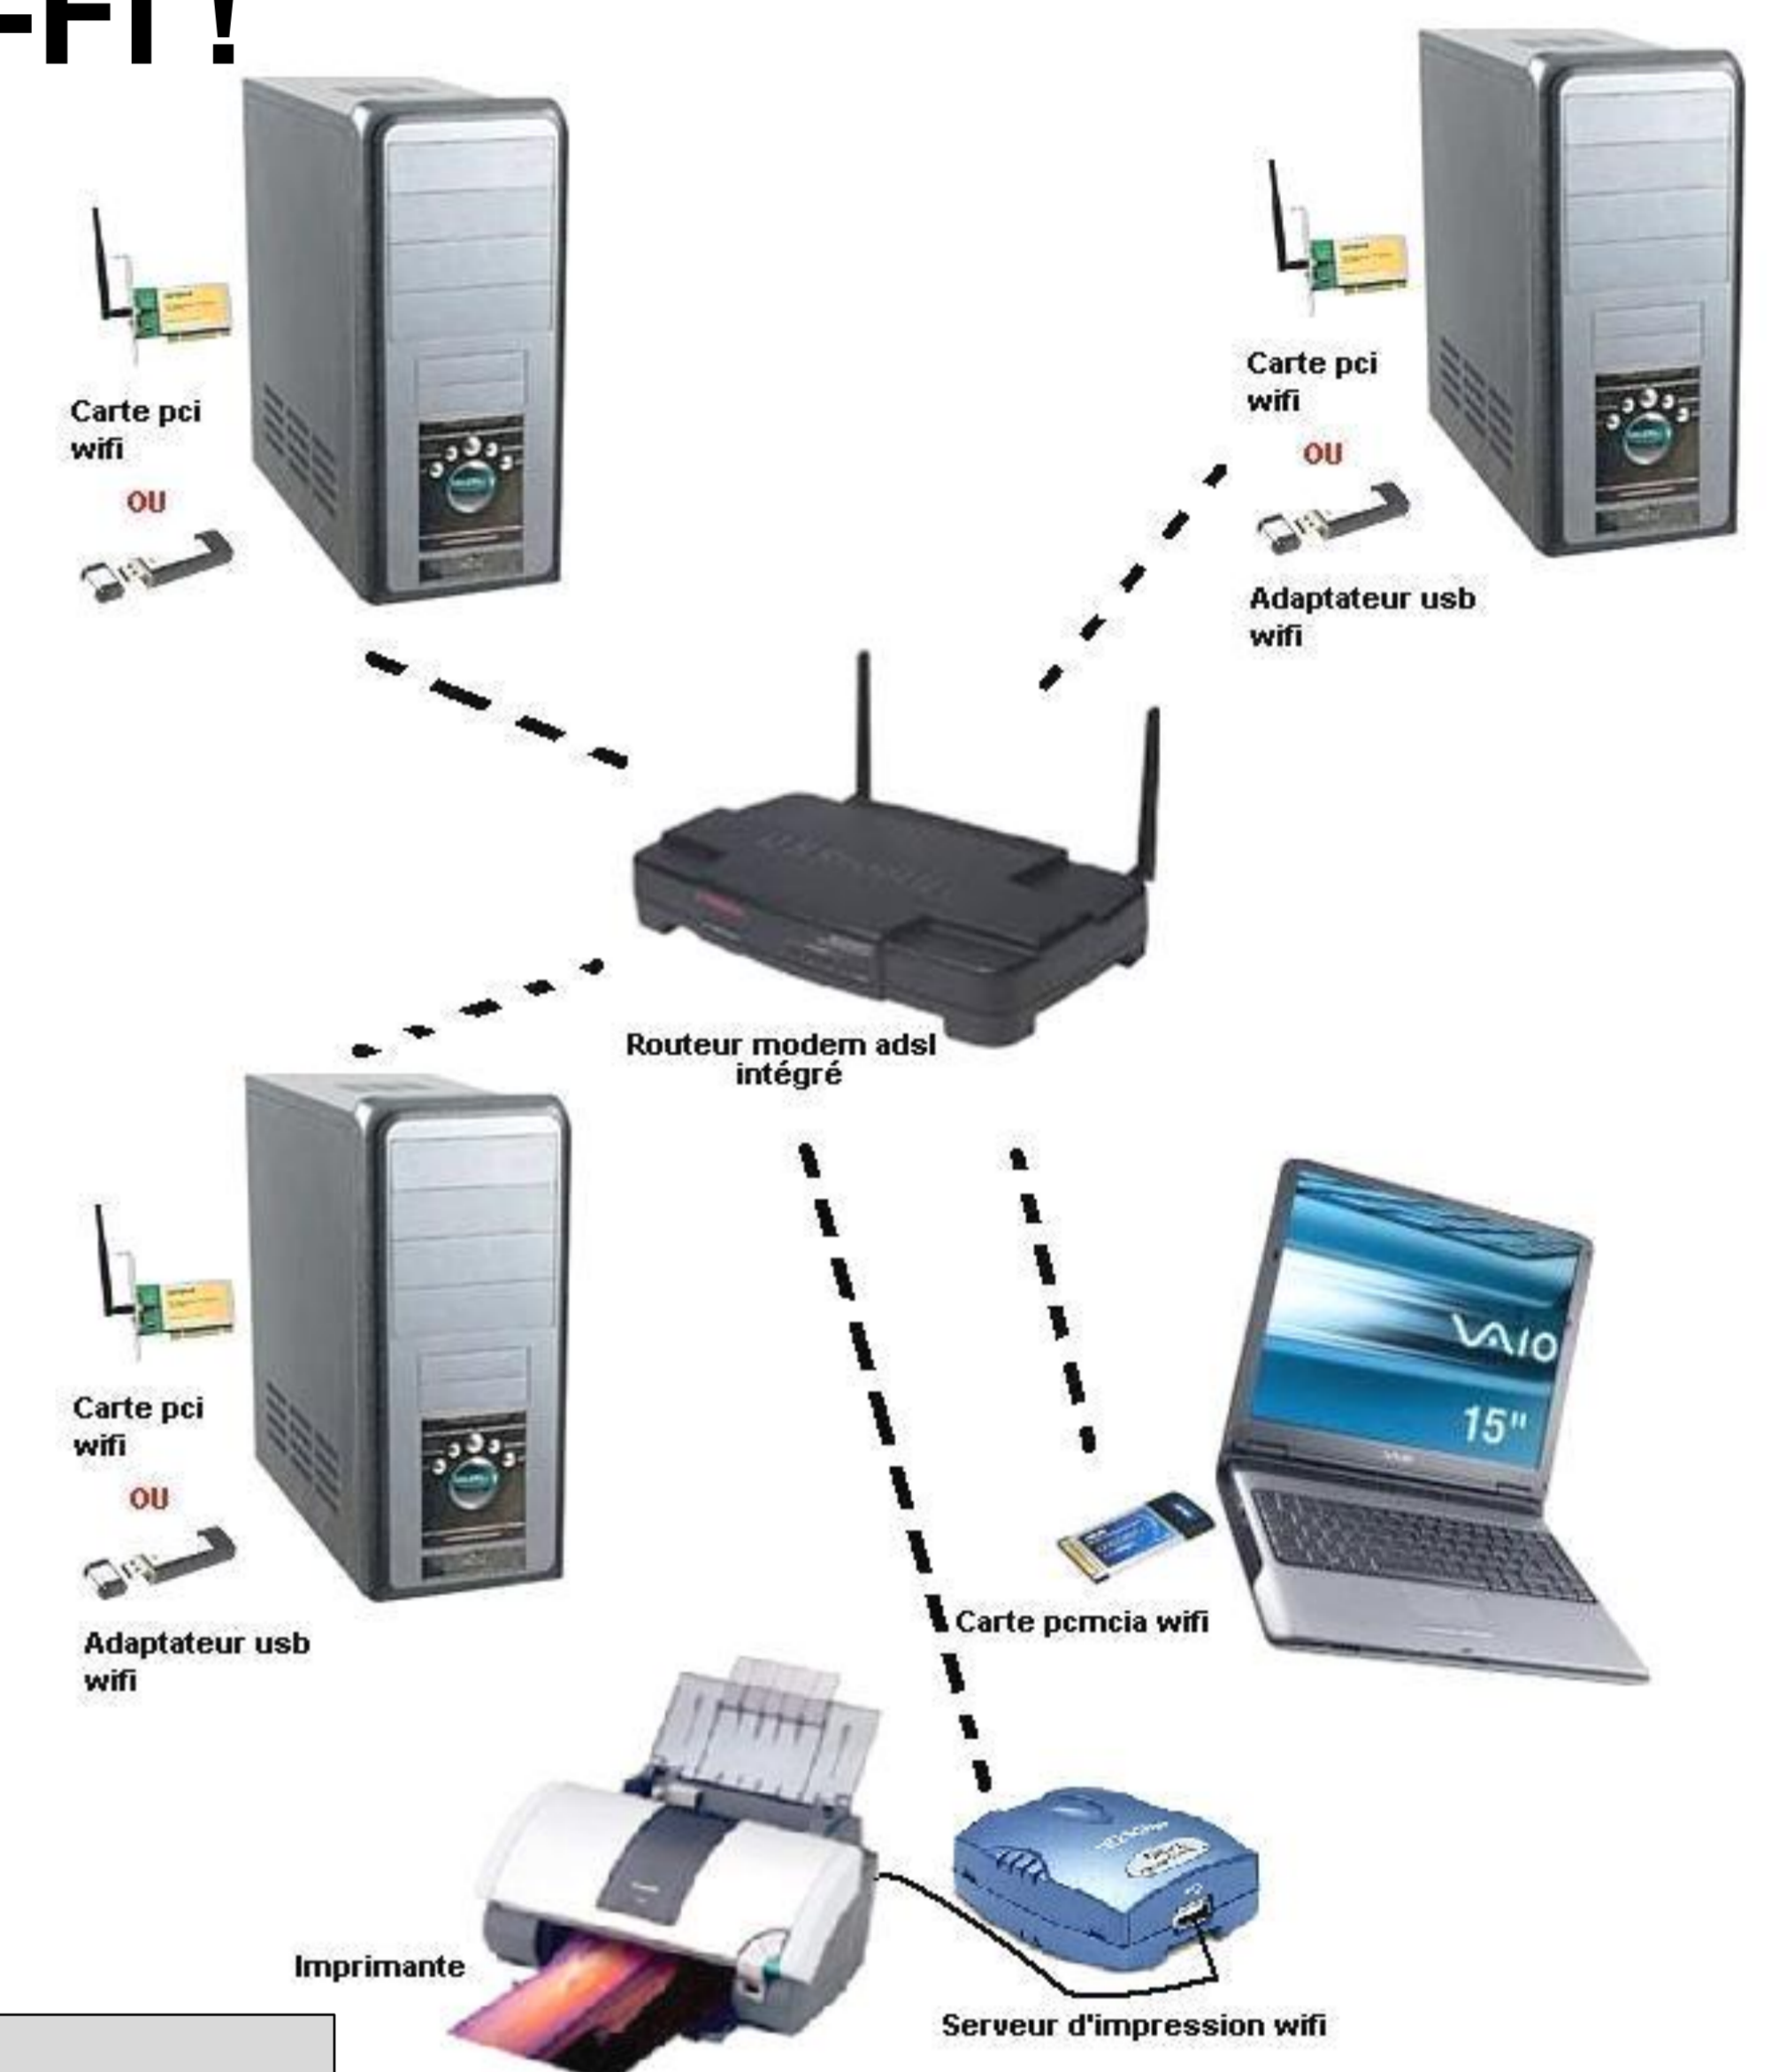 -FI !
Carte pci
wifi
OU
Carte pci
wifi
OU
Adaptateur usb
wifi
Routeur modem adsl
intégré
Carte pci
wifi
OU
Adaptateur usb
wifi
VAIO
15"
Carte pcmcia wifi
Imprimante
Serveur d'impression wifi